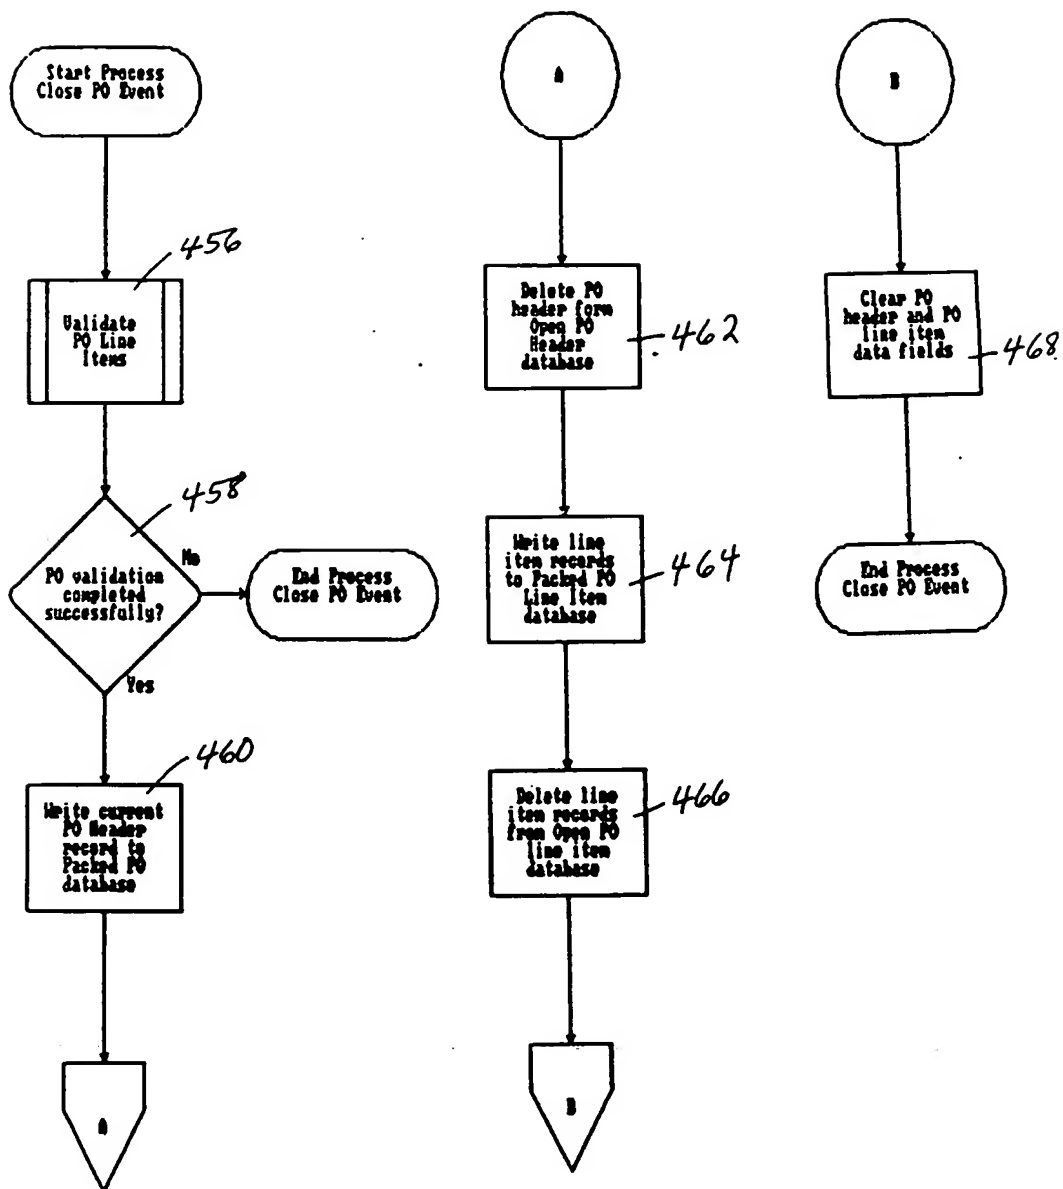 Start Process
Close PO Event
456
Validate
PO Line
Items
458
PO validation
completed
successfully?
No
End Process
Close PO Event
Yes
460
Write current
PO Header
record to
Packed PO
database
A
A
Delete PO
header form
Open PO
Header
database
462
Write line
item records
to Packed PO
Line Item
database
464
Delete line
item records
from Open PO
line item
database
466
B
B
Clear PO
header and PO
line item
data fields
468
End Process
Close PO Event